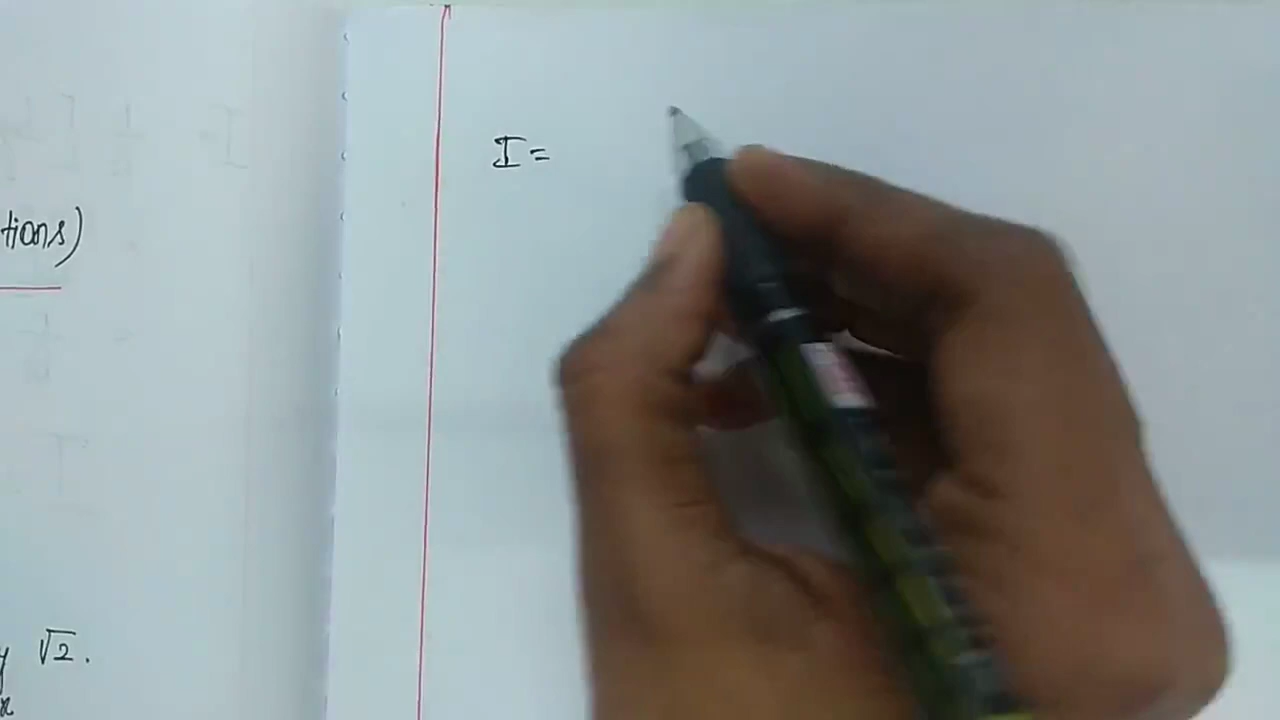 tions)
y √2.
x
I =